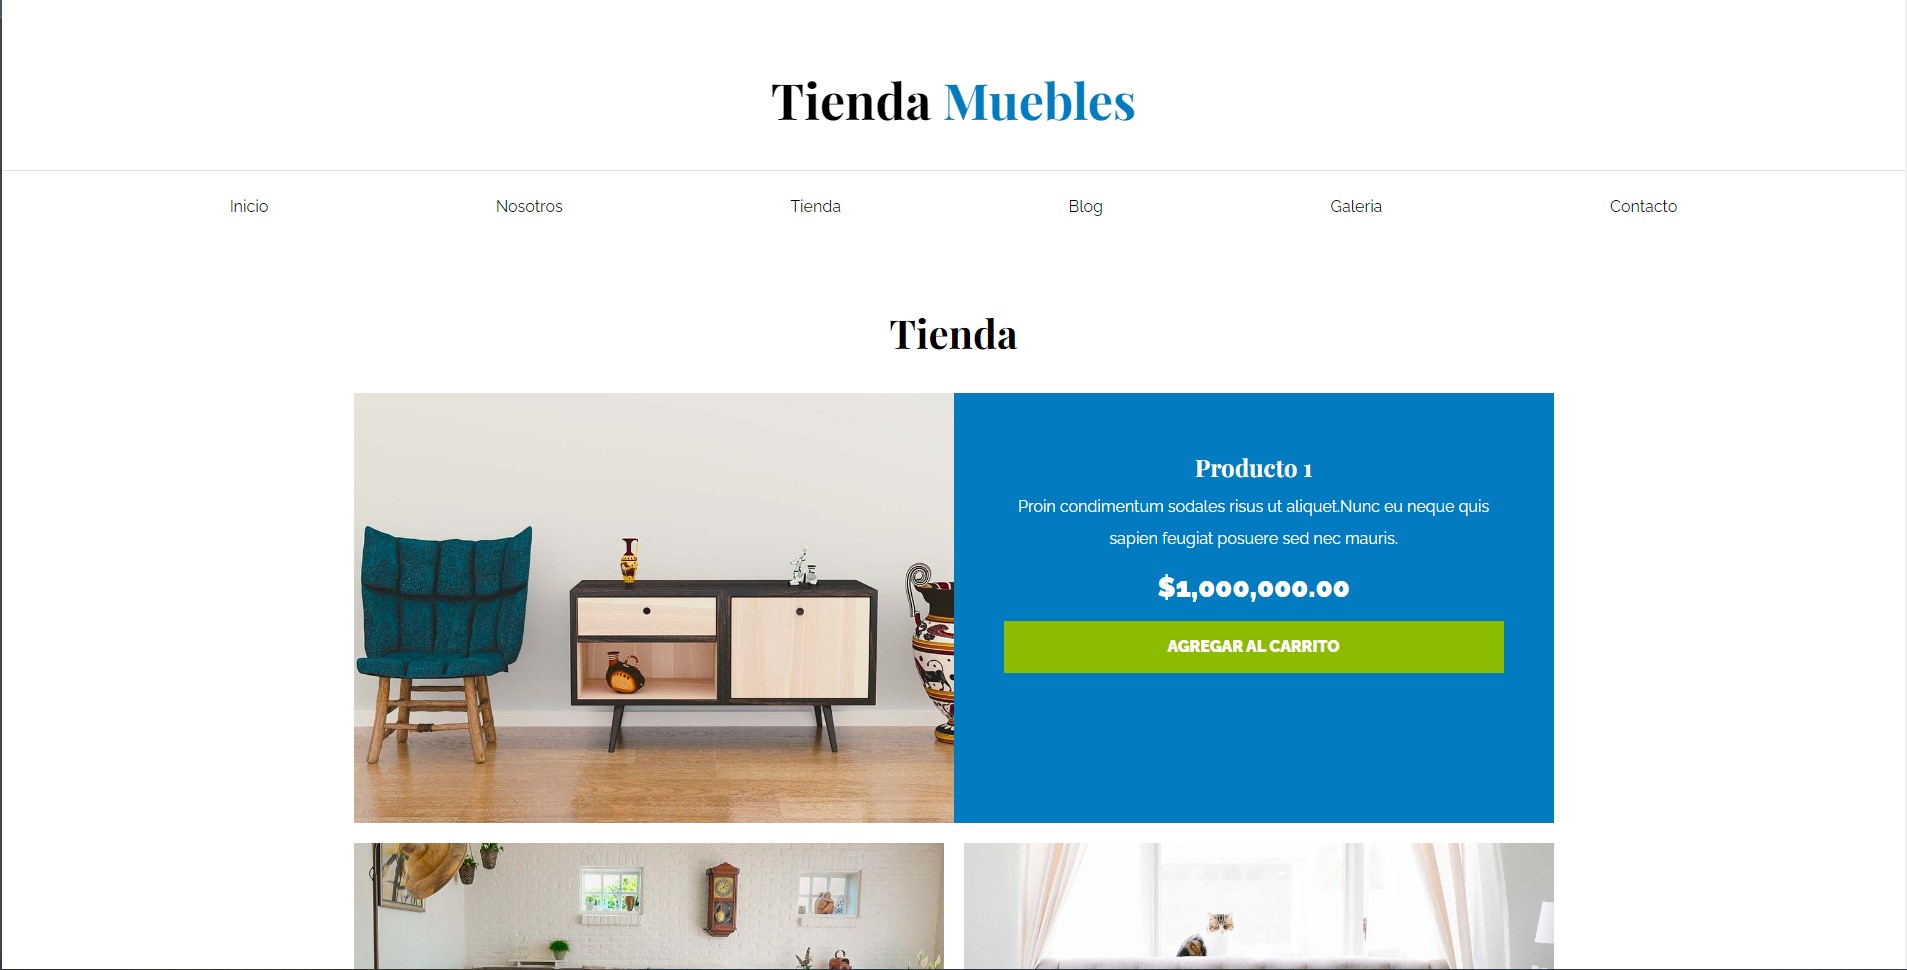 Tienda Muebles
Inicio Nosotros Tienda Blog Galeria Contacto
Tienda
Producto 1
Proin condimentum sodales risus ut aliquet.Nunc eu neque quis
sapien feugiat posuere sed nec mauris.
$1,000,000.00
AGREGAR AL CARRITO